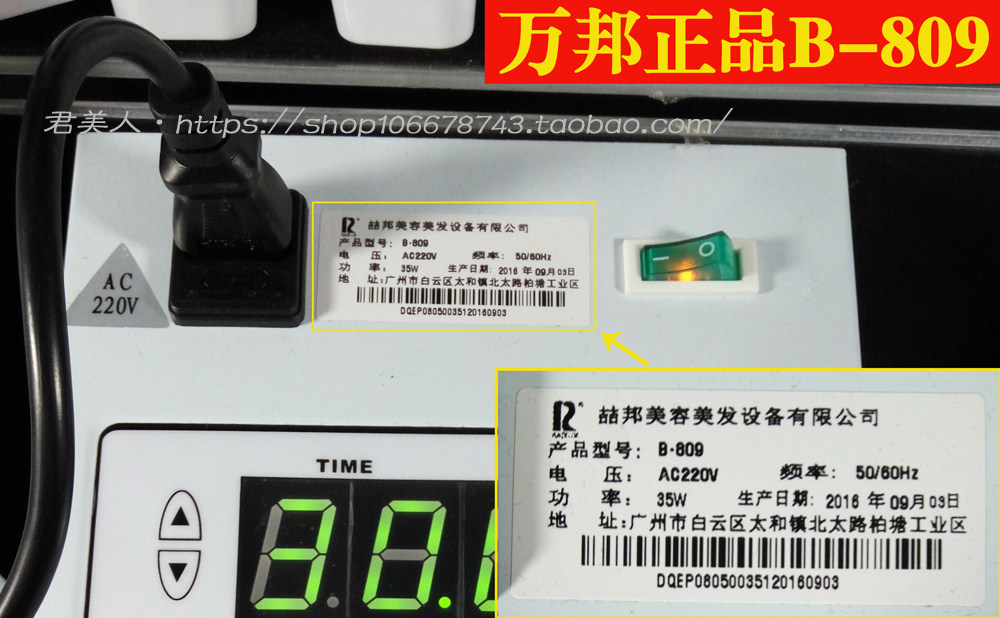 万邦正品B-809
君美人·https://shop106678743.taobao.com/
AC
220V
喆邦美容美发设备有限公司
产品型号: B·809
电 压: AC220V 频率: 50/60Hz
功 率: 35W 生产日期: 2016 年 09月 03日
地 址:广州市白云区太和镇北太路柏塘工业区
DQEP08050035120160903
TIME
30.
喆邦美容美发设备有限公司
产品型号: B·809
电 压: AC220V 频率: 50/60Hz
功 率: 35W 生产日期: 2016 年 09月 03日
地 址:广州市白云区太和镇北太路柏塘工业区
DQEP08050035120160903